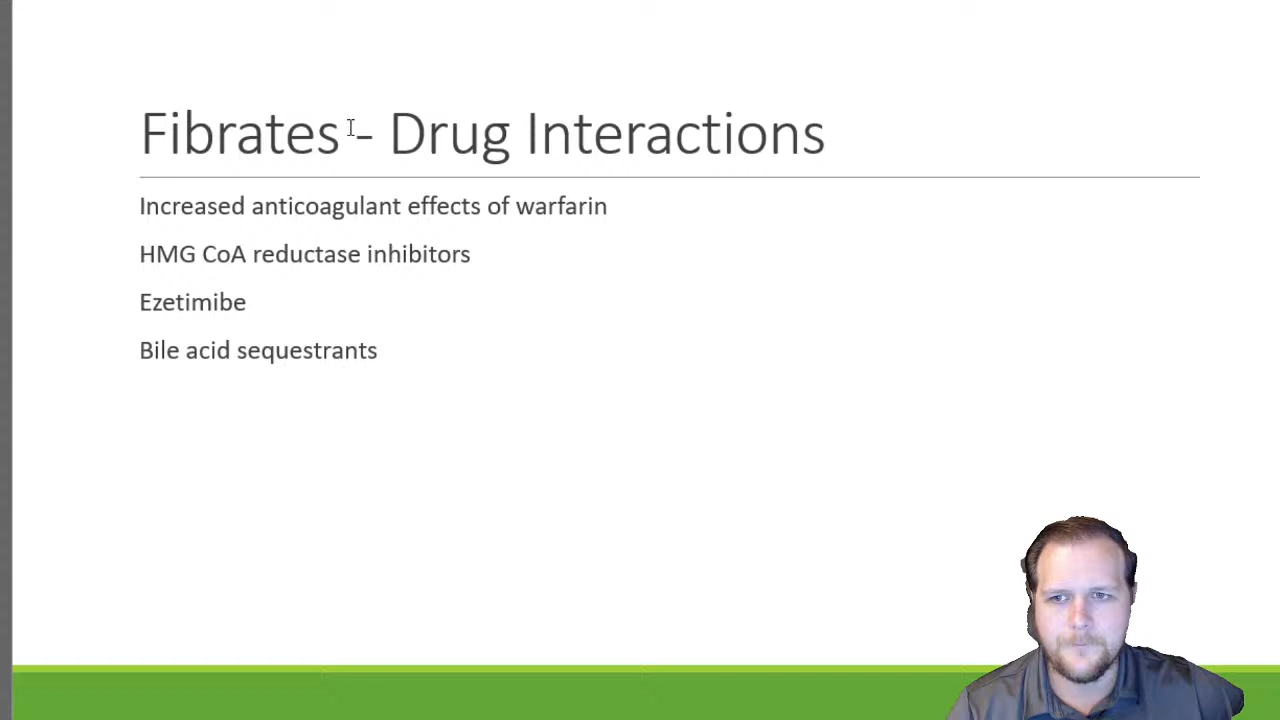 Fibrates - Drug Interactions
Increased anticoagulant effects of warfarin
HMG CoA reductase inhibitors
Ezetimibe
Bile acid sequestrants